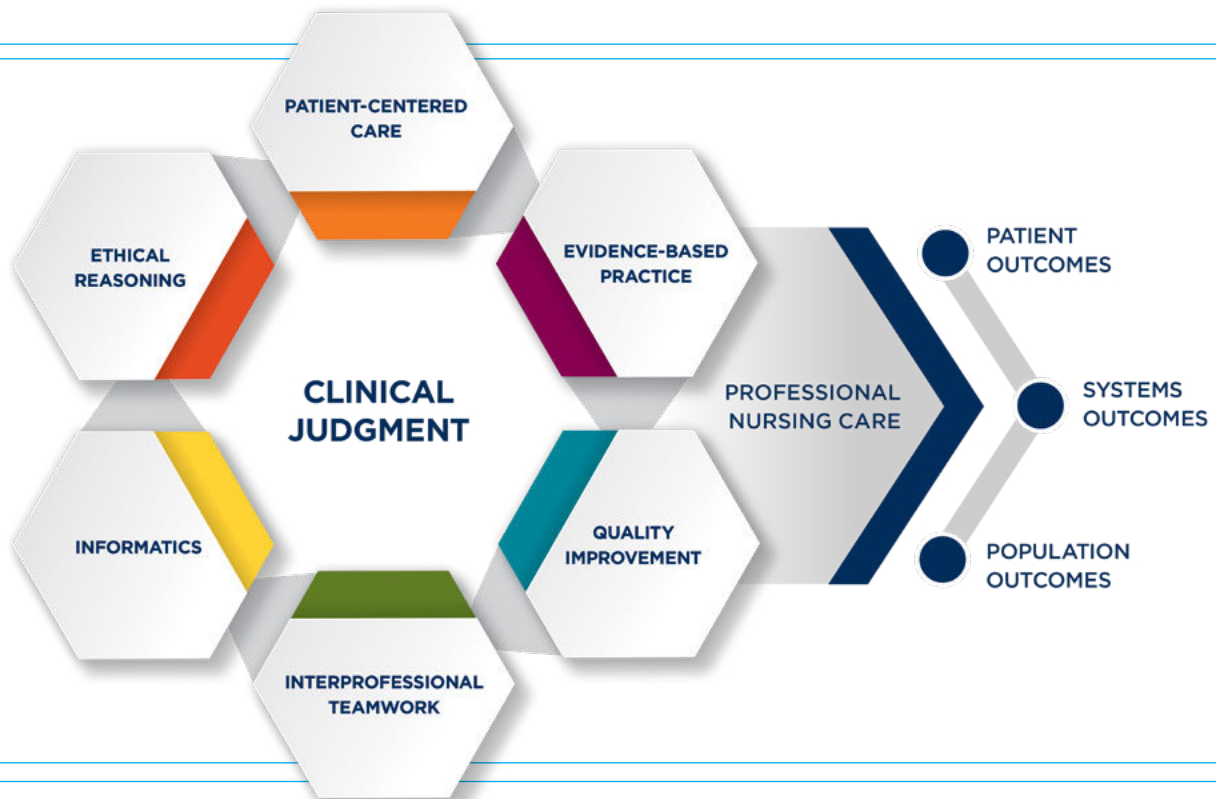 PATIENT-CENTERED
CARE
ETHICAL
REASONING
EVIDENCE-BASED
PRACTICE
CLINICAL
JUDGMENT
INFORMATICS
QUALITY
IMPROVEMENT
INTERPROFESSIONAL
TEAMWORK
PROFESSIONAL
NURSING CARE
PATIENT
OUTCOMES
SYSTEMS
OUTCOMES
POPULATION
OUTCOMES